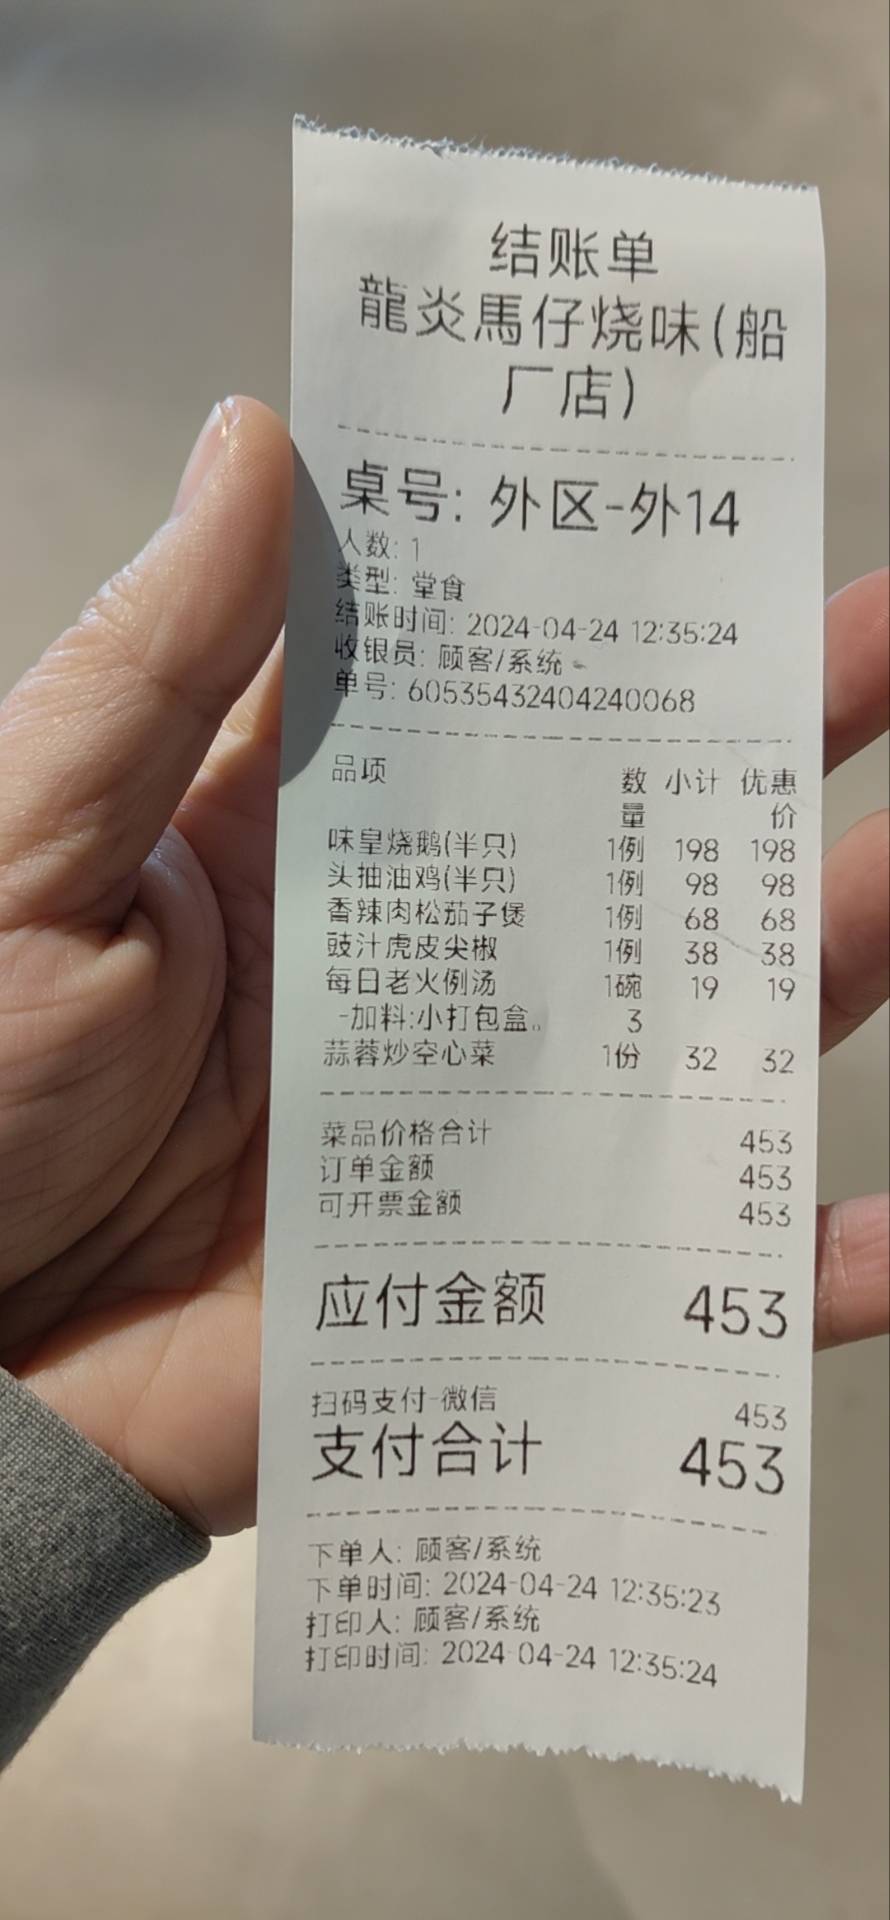 结账单
龍炎馬仔烧味(船
厂店)
桌号: 外区-外14
人数: 1
类型: 堂食
结账时间: 2024-04-24 12:35:24
收银员: 顾客/系统
单号: 60535432404240068
品项 数 小计 优惠
量 价
味皇烧鹅(半只) 1例 198 198
头抽油鸡(半只) 1例 98 98
香辣肉松茄子煲 1例 68 68
豉汁虎皮尖椒 1例 38 38
每日老火例汤 1碗 19 19
-加料:小打包盒。 3
蒜蓉炒空心菜 1份 32 32
菜品价格合计 453
订单金额 453
可开票金额 453
应付金额 453
扫码支付-微信 453
支付合计 453
下单人: 顾客/系统
下单时间: 2024-04-24 12:35:23
打印人: 顾客/系统
打印时间: 2024-04-24 12:35:24